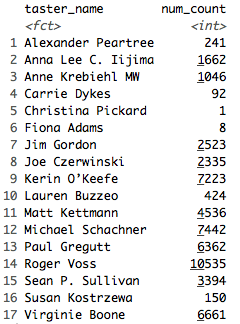 taster_name num_count
<fct> <int>
1 Alexander Peartree 241
2 Anna Lee C. Iijima 1662
3 Anne Krebiehl MW 1046
4 Carrie Dykes 92
5 Christina Pickard 1
6 Fiona Adams 8
7 Jim Gordon 2523
8 Joe Czerwinski 2335
9 Kerin O’Keefe 7223
10 Lauren Buzzeo 424
11 Matt Kettmann 4536
12 Michael Schachner 7442
13 Paul Gregutt 6362
14 Roger Voss 10535
15 Sean P. Sullivan 3394
16 Susan Kostrzewa 150
17 Virginie Boone 6661